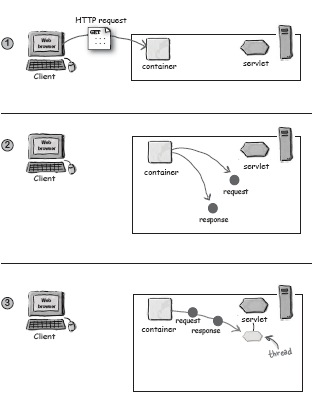 HTTP request
1
Web
browser
GET
Client
container
servlet
2
Web
browser
Client
container
servlet
request
response
3
Web
browser
Client
container
request
response
servlet
thread